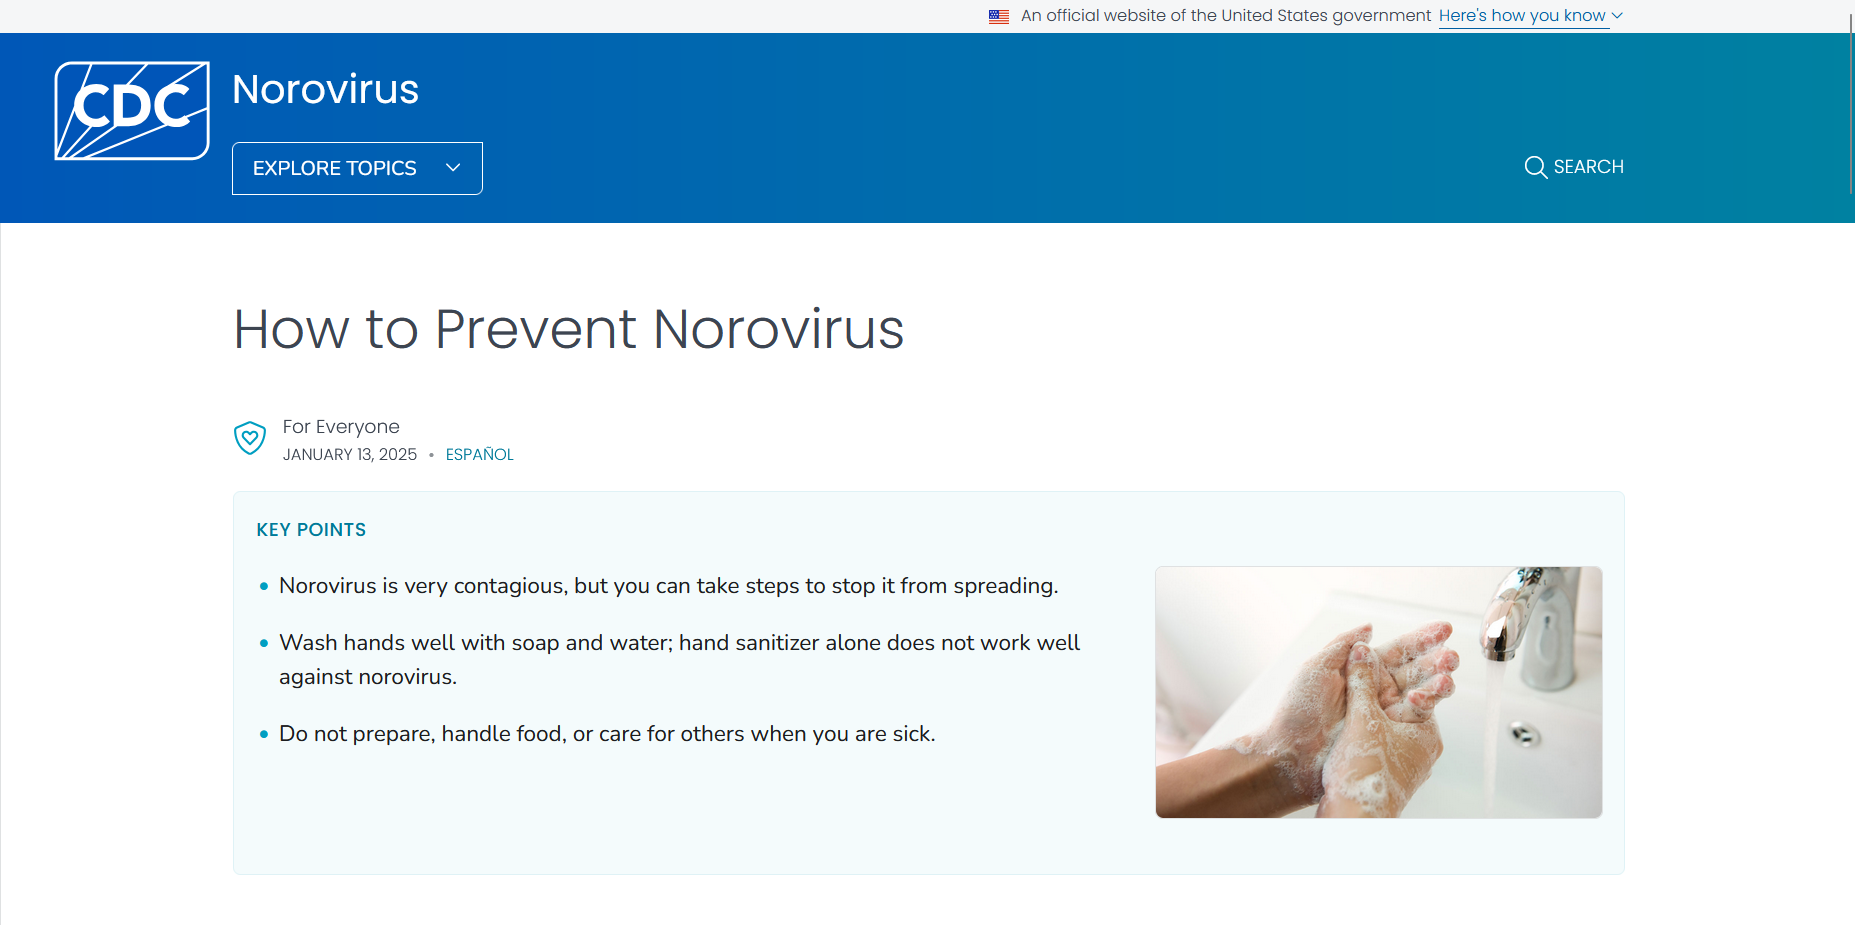 An official website of the United States government Here's how you know
CDC
Norovirus
EXPLORE TOPICS
SEARCH
How to Prevent Norovirus
For Everyone
JANUARY 13, 2025 • ESPAÑOL
KEY POINTS
• Norovirus is very contagious, but you can take steps to stop it from spreading.
• Wash hands well with soap and water; hand sanitizer alone does not work well
against norovirus.
• Do not prepare, handle food, or care for others when you are sick.